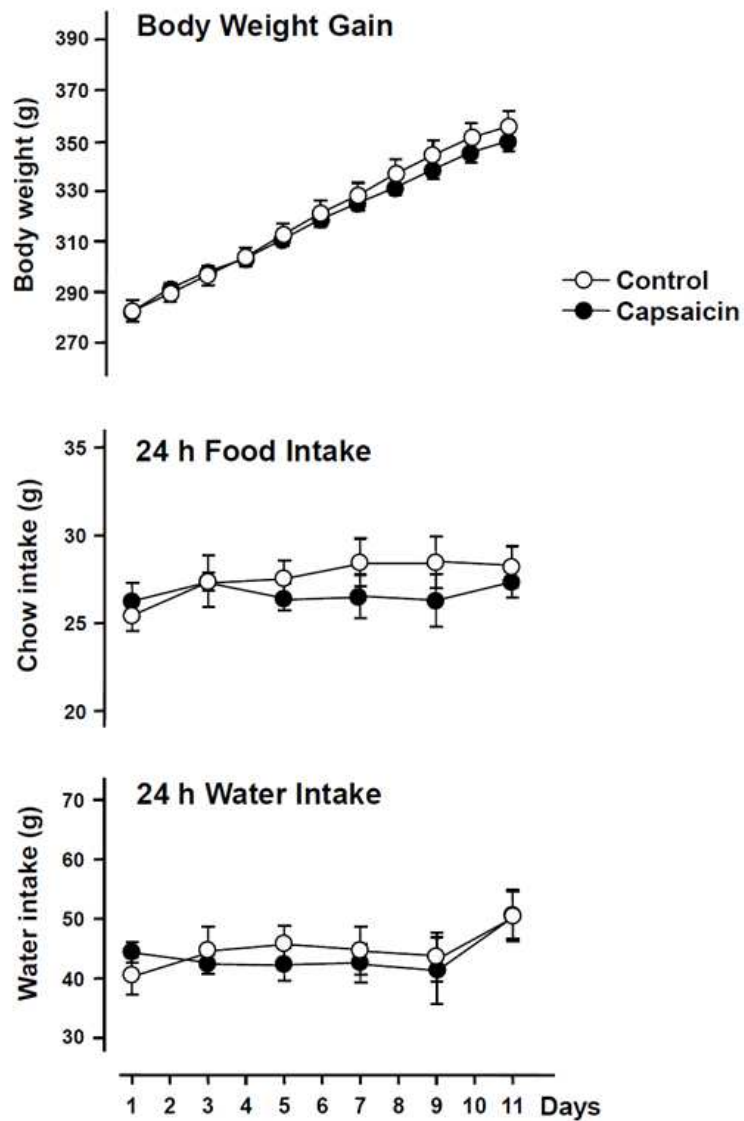 Body Weight Gain
Body weight (g)
390
370
350
330
310
290
270
Control
Capsaicin
24 h Food Intake
Chow intake (g)
35
30
25
20
24 h Water Intake
Water intake (g)
70
60
50
40
30
1 2 3 4 5 6 7 8 9 10 11 Days